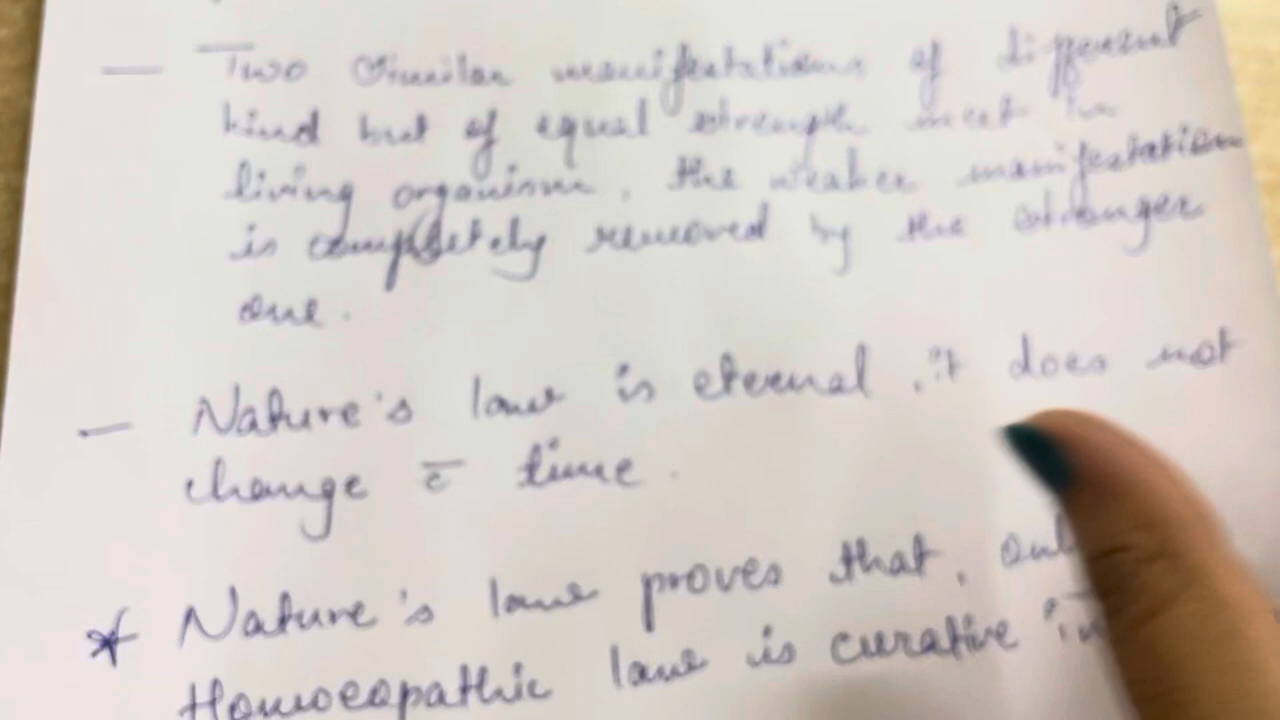 — Two Similar manifestations of different
kind but of equal strength meet in
living organism, the weaker manifestation
is completely removed by the stronger
one.
— Nature's law is eternal, it does not
change c̄ time.
* Nature's law proves that,
Homoeopathic law is curative in